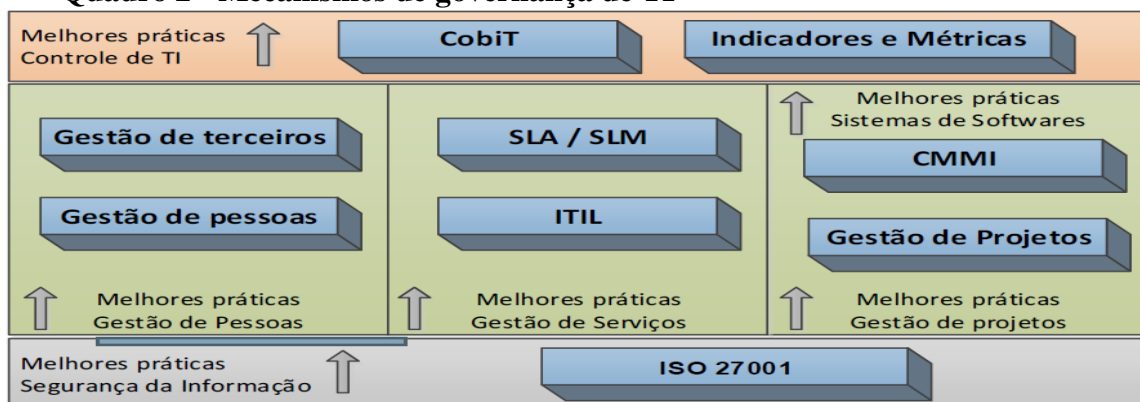 Quadro 2 - Mecanismos de governança de TI
Melhores práticas
Controle de TI
CobiT
Indicadores e Métricas
Gestão de terceiros
Gestão de pessoas
Melhores práticas
Gestão de Pessoas
SLA / SLM
ITIL
Melhores práticas
Gestão de Serviços
Melhores práticas
Sistemas de Softwares
CMMI
Gestão de Projetos
Melhores práticas
Gestão de projetos
Melhores práticas
Segurança da Informação
ISO 27001